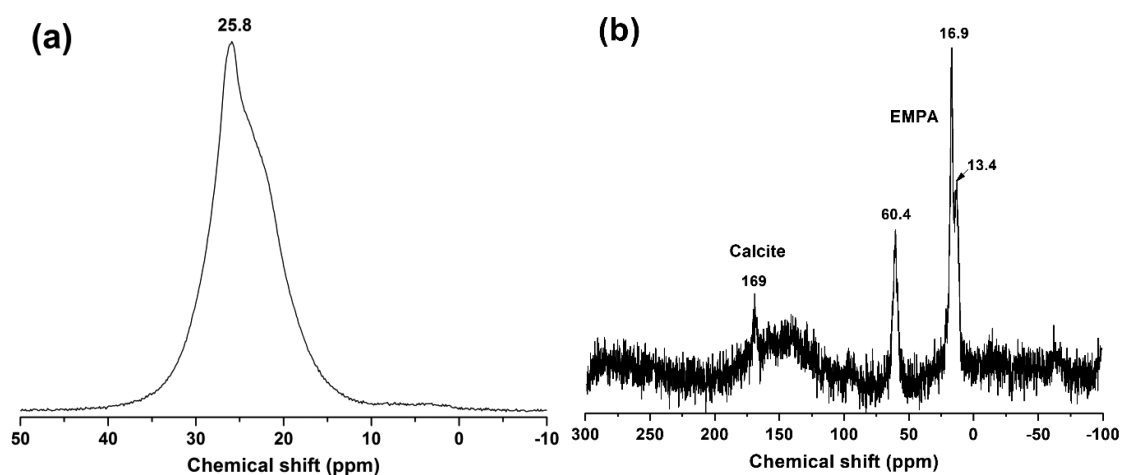 (a)
25.8
50 40 30 20 10 0 -10
Chemical shift (ppm)
(b)
16.9
EMPA
13.4
60.4
Calcite
169
300 250 200 150 100 50 0 -50 -100
Chemical shift (ppm)